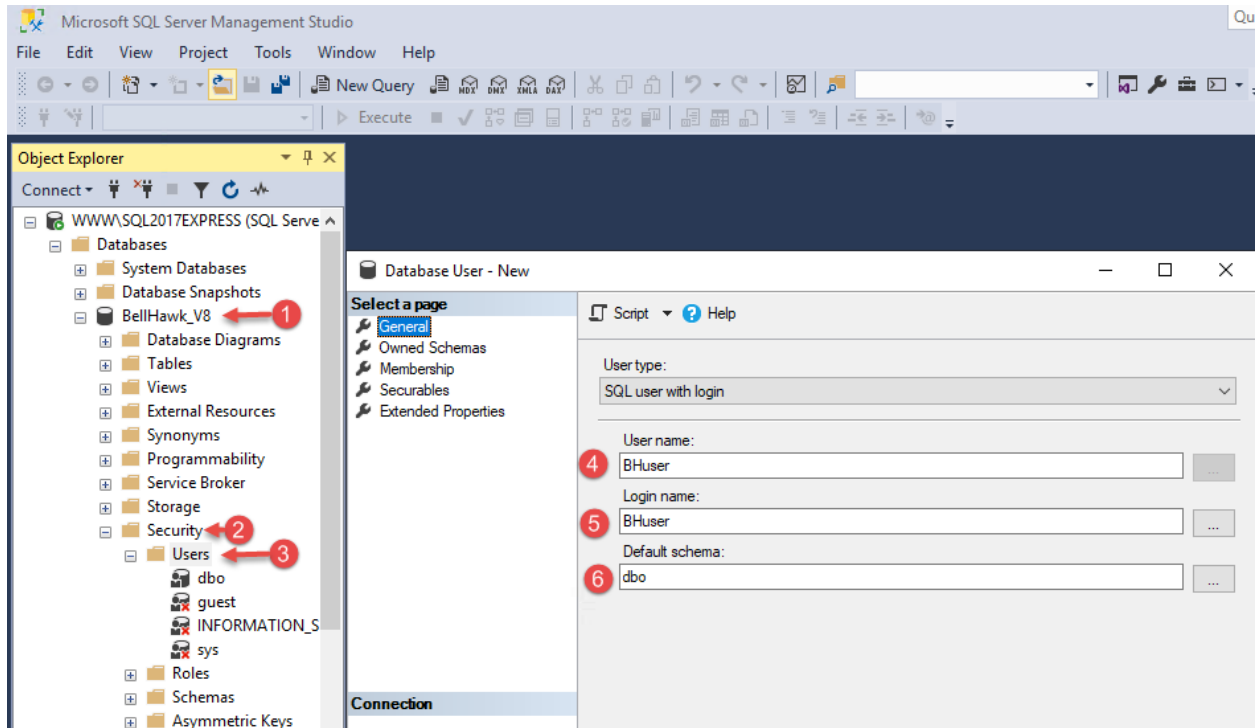 Microsoft SQL Server Management Studio
Qu
File Edit View Project Tools Window Help
New Query MDX DMX XMLA DAX
Execute
Object Explorer
Connect
WWW\SQL2017EXPRESS (SQL Serve
Databases
System Databases
Database Snapshots
BellHawk_V8 1
Database Diagrams
Tables
Views
External Resources
Synonyms
Programmability
Service Broker
Storage
Security 2
Users 3
dbo
guest
INFORMATION_S
sys
Roles
Schemas
Asymmetric Keys
Database User - New
Select a page
General
Owned Schemas
Membership
Securables
Extended Properties
Connection
Script Help
User type:
SQL user with login
User name:
4 BHuser ...
Login name:
5 BHuser ...
Default schema:
6 dbo ...